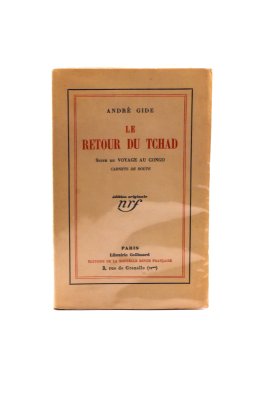 ANDRÉ GIDE
LE
RETOUR DU TCHAD
SUITE DU VOYAGE AU CONGO
CARNETS DE ROUTE
édition originale
nrf
PARIS
Librairie Gallimard
ÉDITIONS DE LA NOUVELLE REVUE FRANÇAISE
3, rue de Grenelle (VIme)